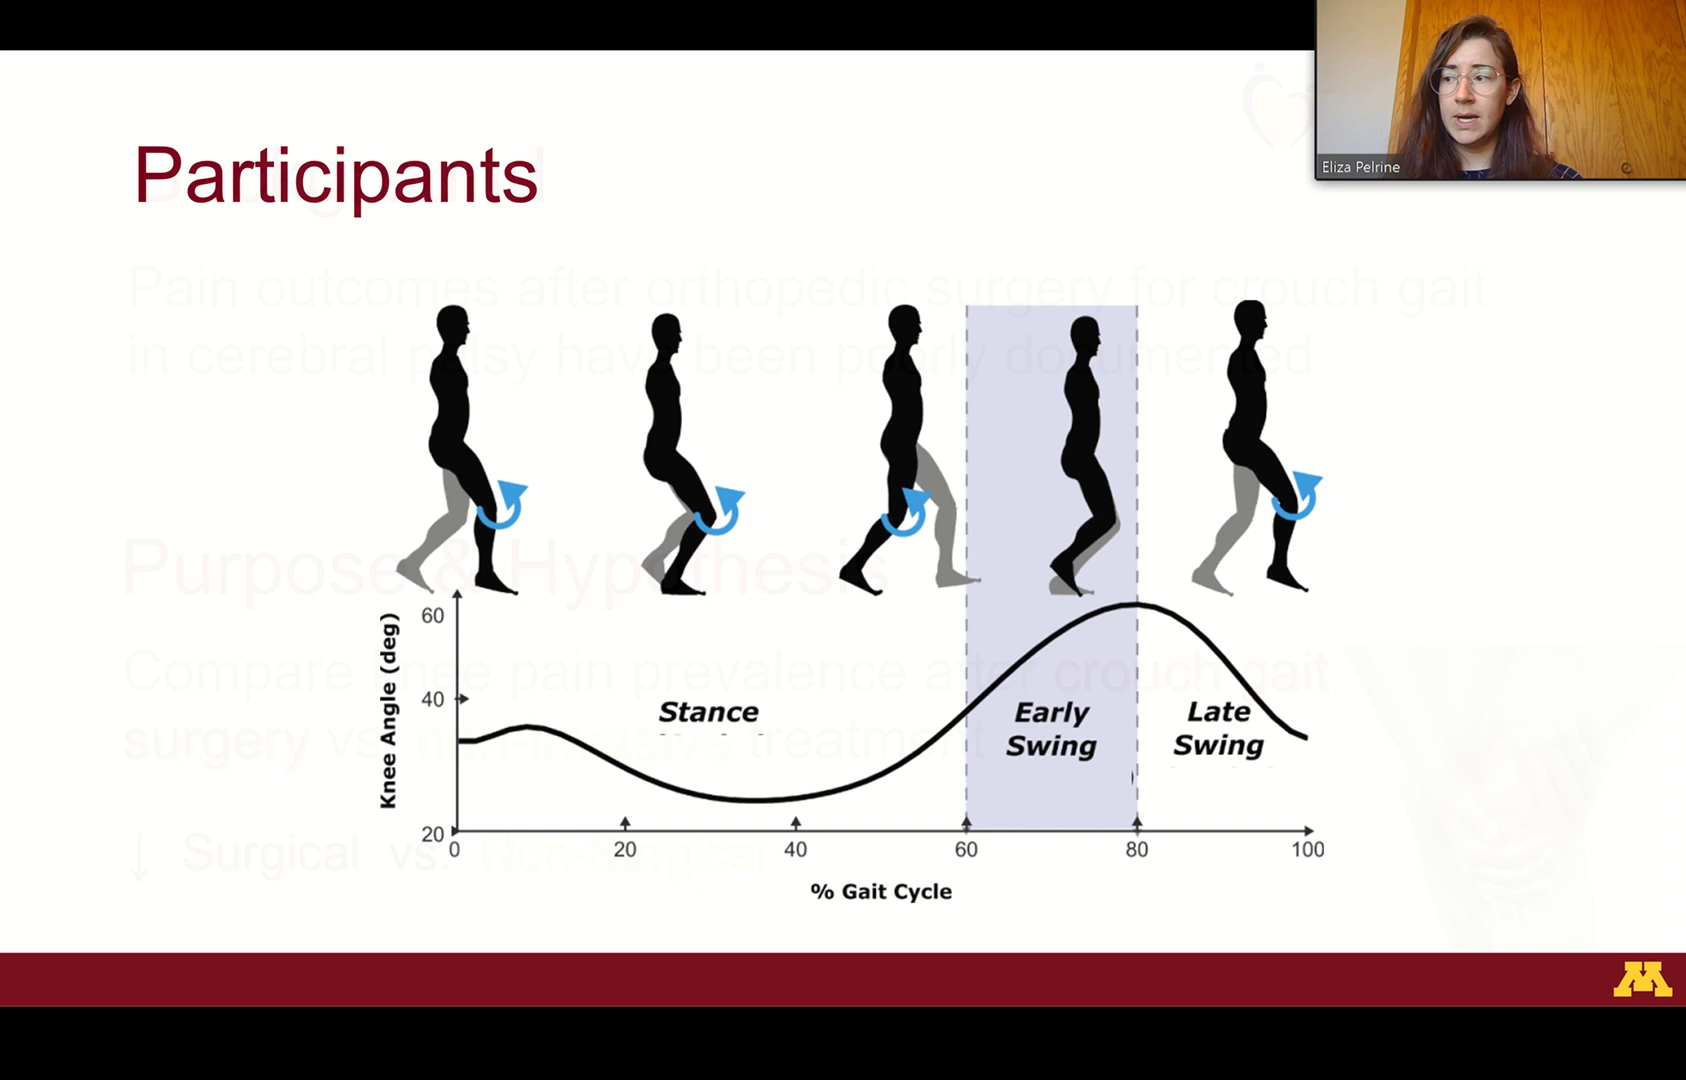 Eliza Pelrine
Participants
Pain outcomes after orthopedic surgery for crouch gait
in cerebral palsy have been poorly documented
Purpose & Hypothesis
Compare knee pain prevalence after crouch gait
surgery vs. non-invasive treatment
↓ Surgical vs. Non-Surgical
Knee Angle (deg)
60
40
20
Stance
Early
Swing
Late
Swing
0 20 40 60 80 100
% Gait Cycle
M